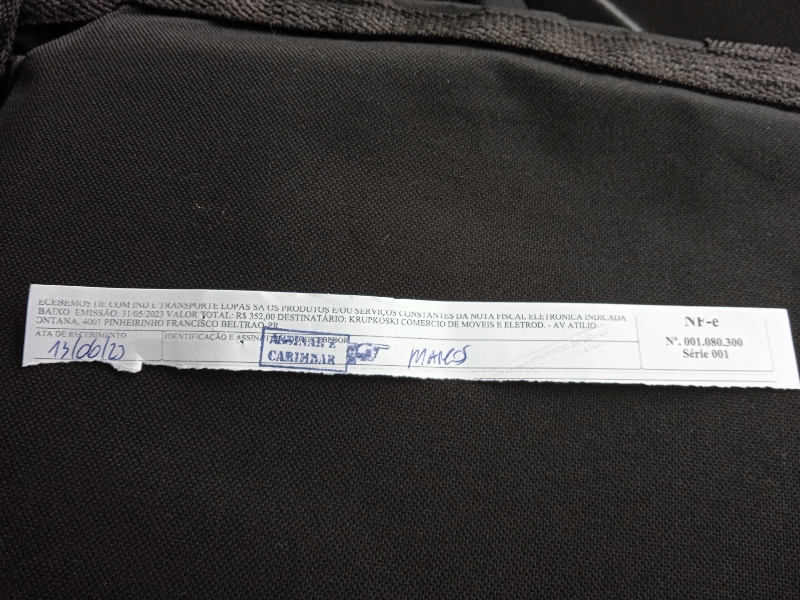 ECEBEMOS DE COM IND E TRANSPORTE LOPAS SA OS PRODUTOS E/OU SERVIÇOS CONSTANTES DA NOTA FISCAL ELETRONICA INDICADA
BAIXO. EMISSÃO: 31/05/2023 VALOR TOTAL: R$ 352,00 DESTINATÁRIO: KRUPKOSKI COMERCIO DE MOVEIS E ELETROD. - AV ATILIO
ONTANA, 4001 PINHEIRINHO FRANCISCO BELTRAO-PR
ATA DE RECEBIMENTO
13/06/23
IDENTIFICAÇÃO E ASSINATURA DO RECEBEDOR
ASSINAR E
CARIMBAR
MARCOS
NF-e
Nº. 001.080.300
Série 001